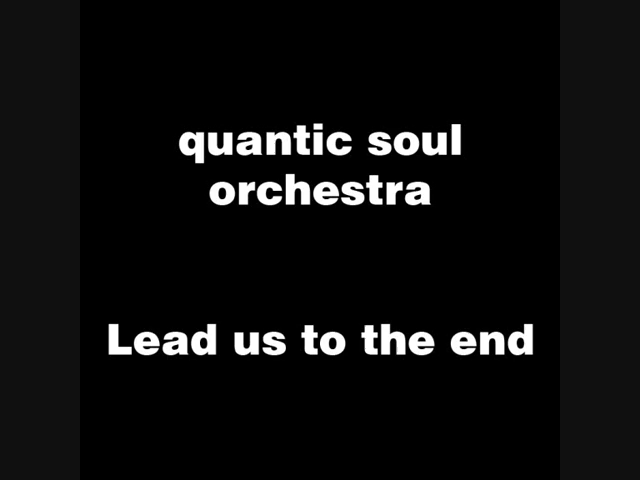 quantic soul
orchestra
Lead us to the end